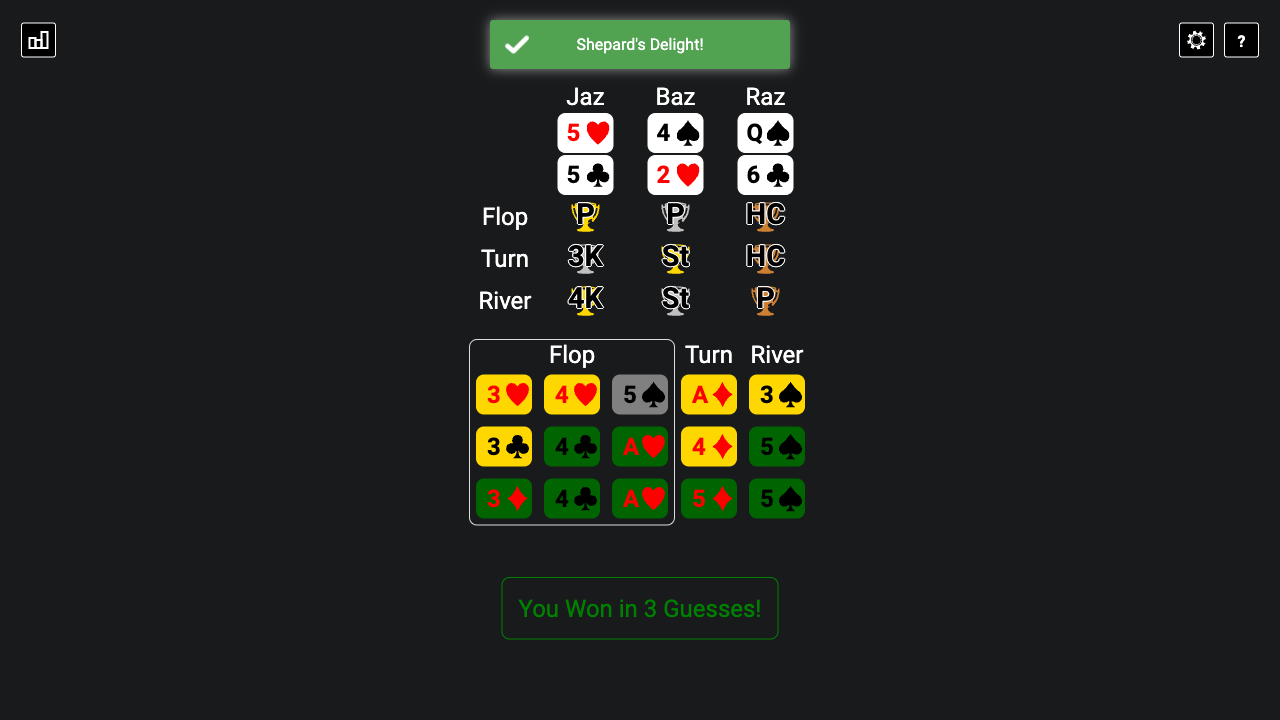 Shepard's Delight!
?
Jaz Baz Raz
5 4 Q
5 2 6
Flop P P HC
Turn 3K St HC
River 4K St P
Flop Turn River
3 4 5 A 3
3 4 A 4 5
3 4 A 5 5
You Won in 3 Guesses!